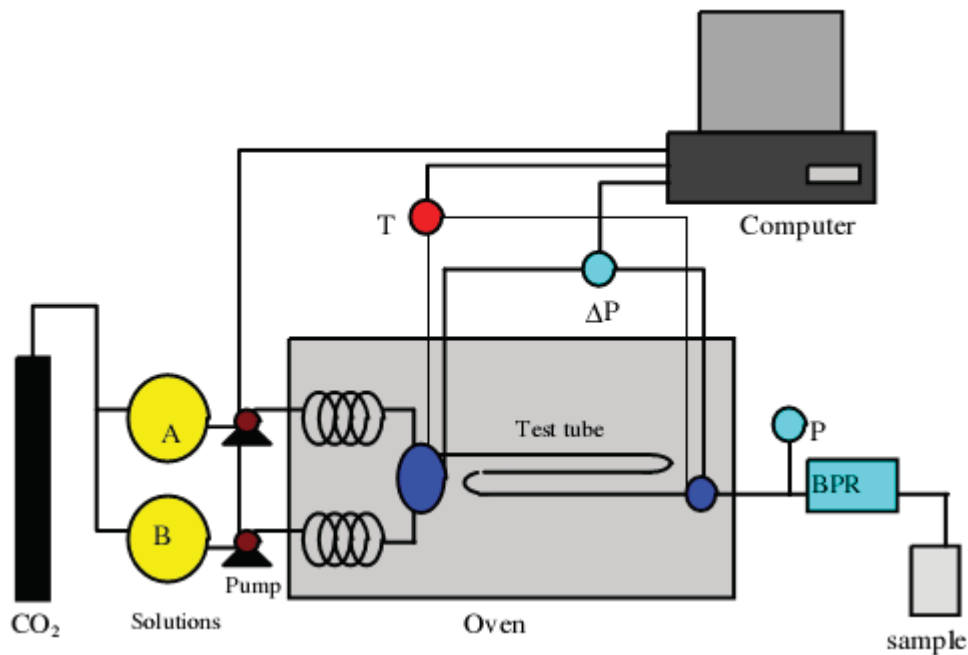 Computer
T
ΔP
A
Test tube
P
BPR
B
Pump
CO₂
Solutions
Oven
sample